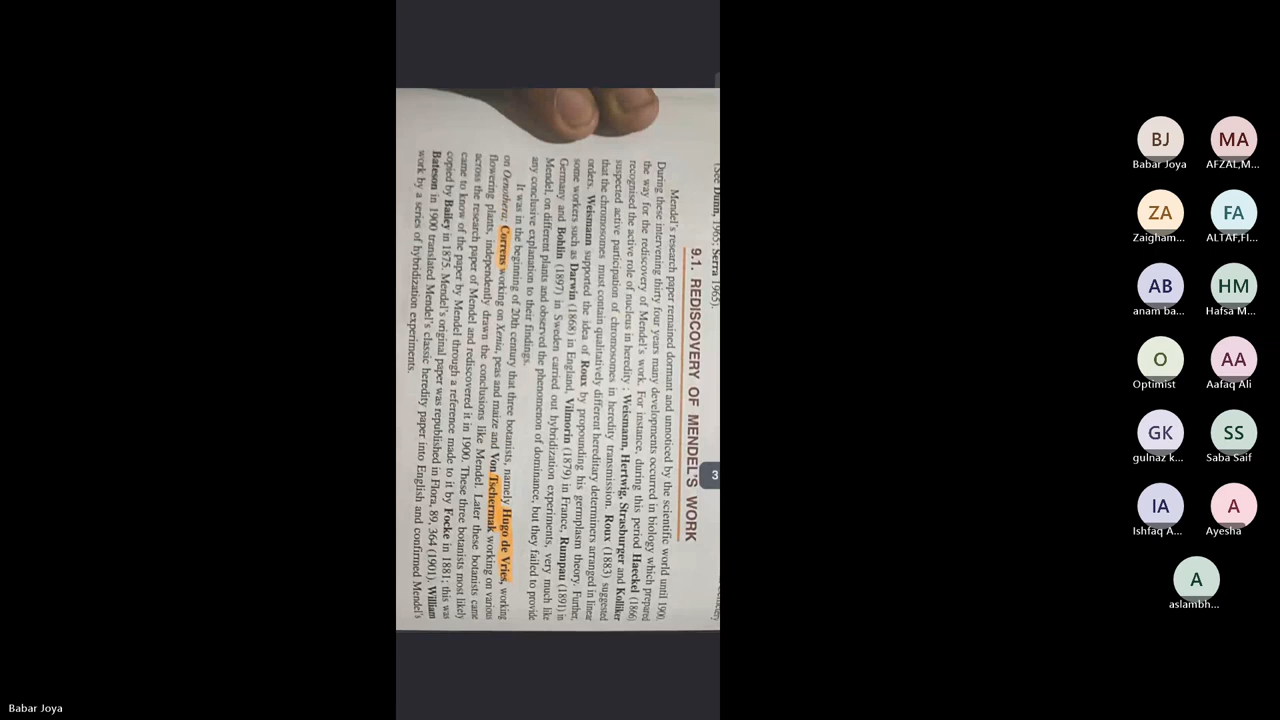 (See Dunn, 1965; Serra 1965).
9.1. REDISCOVERY OF MENDEL'S WORK
Mendel's research paper remained dormant and unnoticed by the scientific world until 1900.
During these intervening thirty four years many developments occurred in biology which prepared
the way for the rediscovery of Mendel's work. For instance, during this period Haeckel (1866)
recognised the active role of nucleus in heredity ; Weismann, Hertwig, Strasburger and Kolliker
suspected active participation of chromosomes in heredity transmission. Roux (1883) suggested
that the chromosomes must contain qualitatively different hereditary determiners arranged in linear
orders. Weismann supported the idea of Roux by propounding his germplasm theory. Further,
some workers such as Darwin (1868) in England, Vilmorin (1879) in France, Rumpau (1891) in
Germany and Bohlin (1897) in Sweden carried out hybridization experiments, very much like
Mendel, on different plants and observed the phenomenon of dominance, but they failed to provide
any conclusive explanation to their findings.
It was in the beginning of 20th century that three botanists, namely Hugo de Vries, working
on Oenothera; Correns working on Xenia, peas and maize and Von Tschermak working on various
flowering plants, independently drawn the conclusions like Mendel. Later these botanists came
across the research paper of Mendel and rediscovered it in 1900. These three botanists most likely
came to know of the paper by Mendel through a reference made to it by Focke in 1881; this was
copied by Bailey in 1875. Mendel's original paper was republished in Flora, 89, 364 (1901). William
Bateson in 1900 translated Mendel's classic heredity paper into English and confirmed Mendel's
work by a series of hybridization experiments.
3
BJ MA
Babar Joya AFZAL,M...
ZA FA
Zaigham... ALTAF,FI...
AB HM
anam ba... Hafsa M...
O AA
Optimist Aafaq Ali
GK SS
gulnaz k... Saba Saif
IA A
Ishfaq A... Ayesha
A
aslambh...
Babar Joya